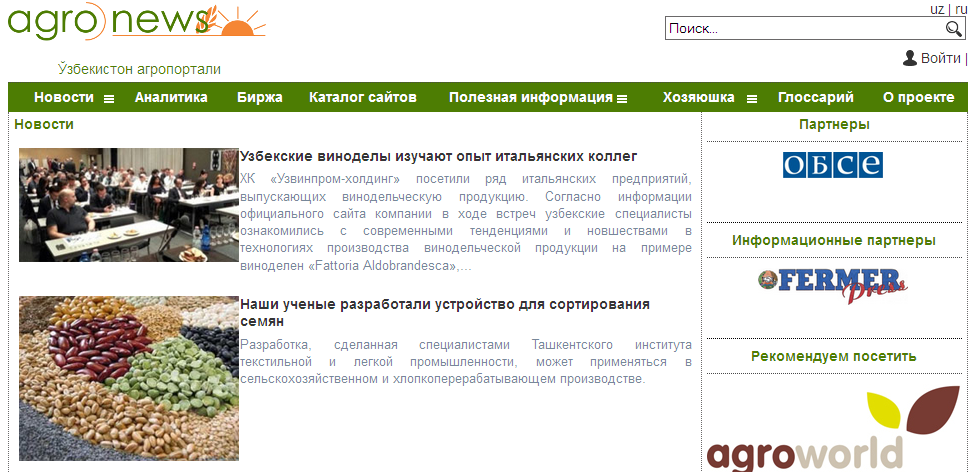 agro news
uz | ru
Поиск...
Войти |
Ўзбекистон агропортали
Новости Аналитика Биржа Каталог сайтов Полезная информация Хозяюшка Глоссарий О проекте
Новости
Узбекские виноделы изучают опыт итальянских коллег
ХК «Узвинпром-холдинг» посетили ряд итальянских предприятий,
выпускающих винодельческую продукцию. Согласно информации
официального сайта компании в ходе встреч узбекские специалисты
ознакомились с современными тенденциями и новшествами в
технологиях производства винодельческой продукции на примере
виноделен «Fattoria Aldobrandesca»,...
Наши ученые разработали устройство для сортирования
семян
Разработка, сделанная специалистами Ташкентского института
текстильной и легкой промышленности, может применяться в
сельскохозяйственном и хлопкоперерабатывающем производстве.
Партнеры
ОБСЕ
Информационные партнеры
FERMER
Press
Рекомендуем посетить
agroworld